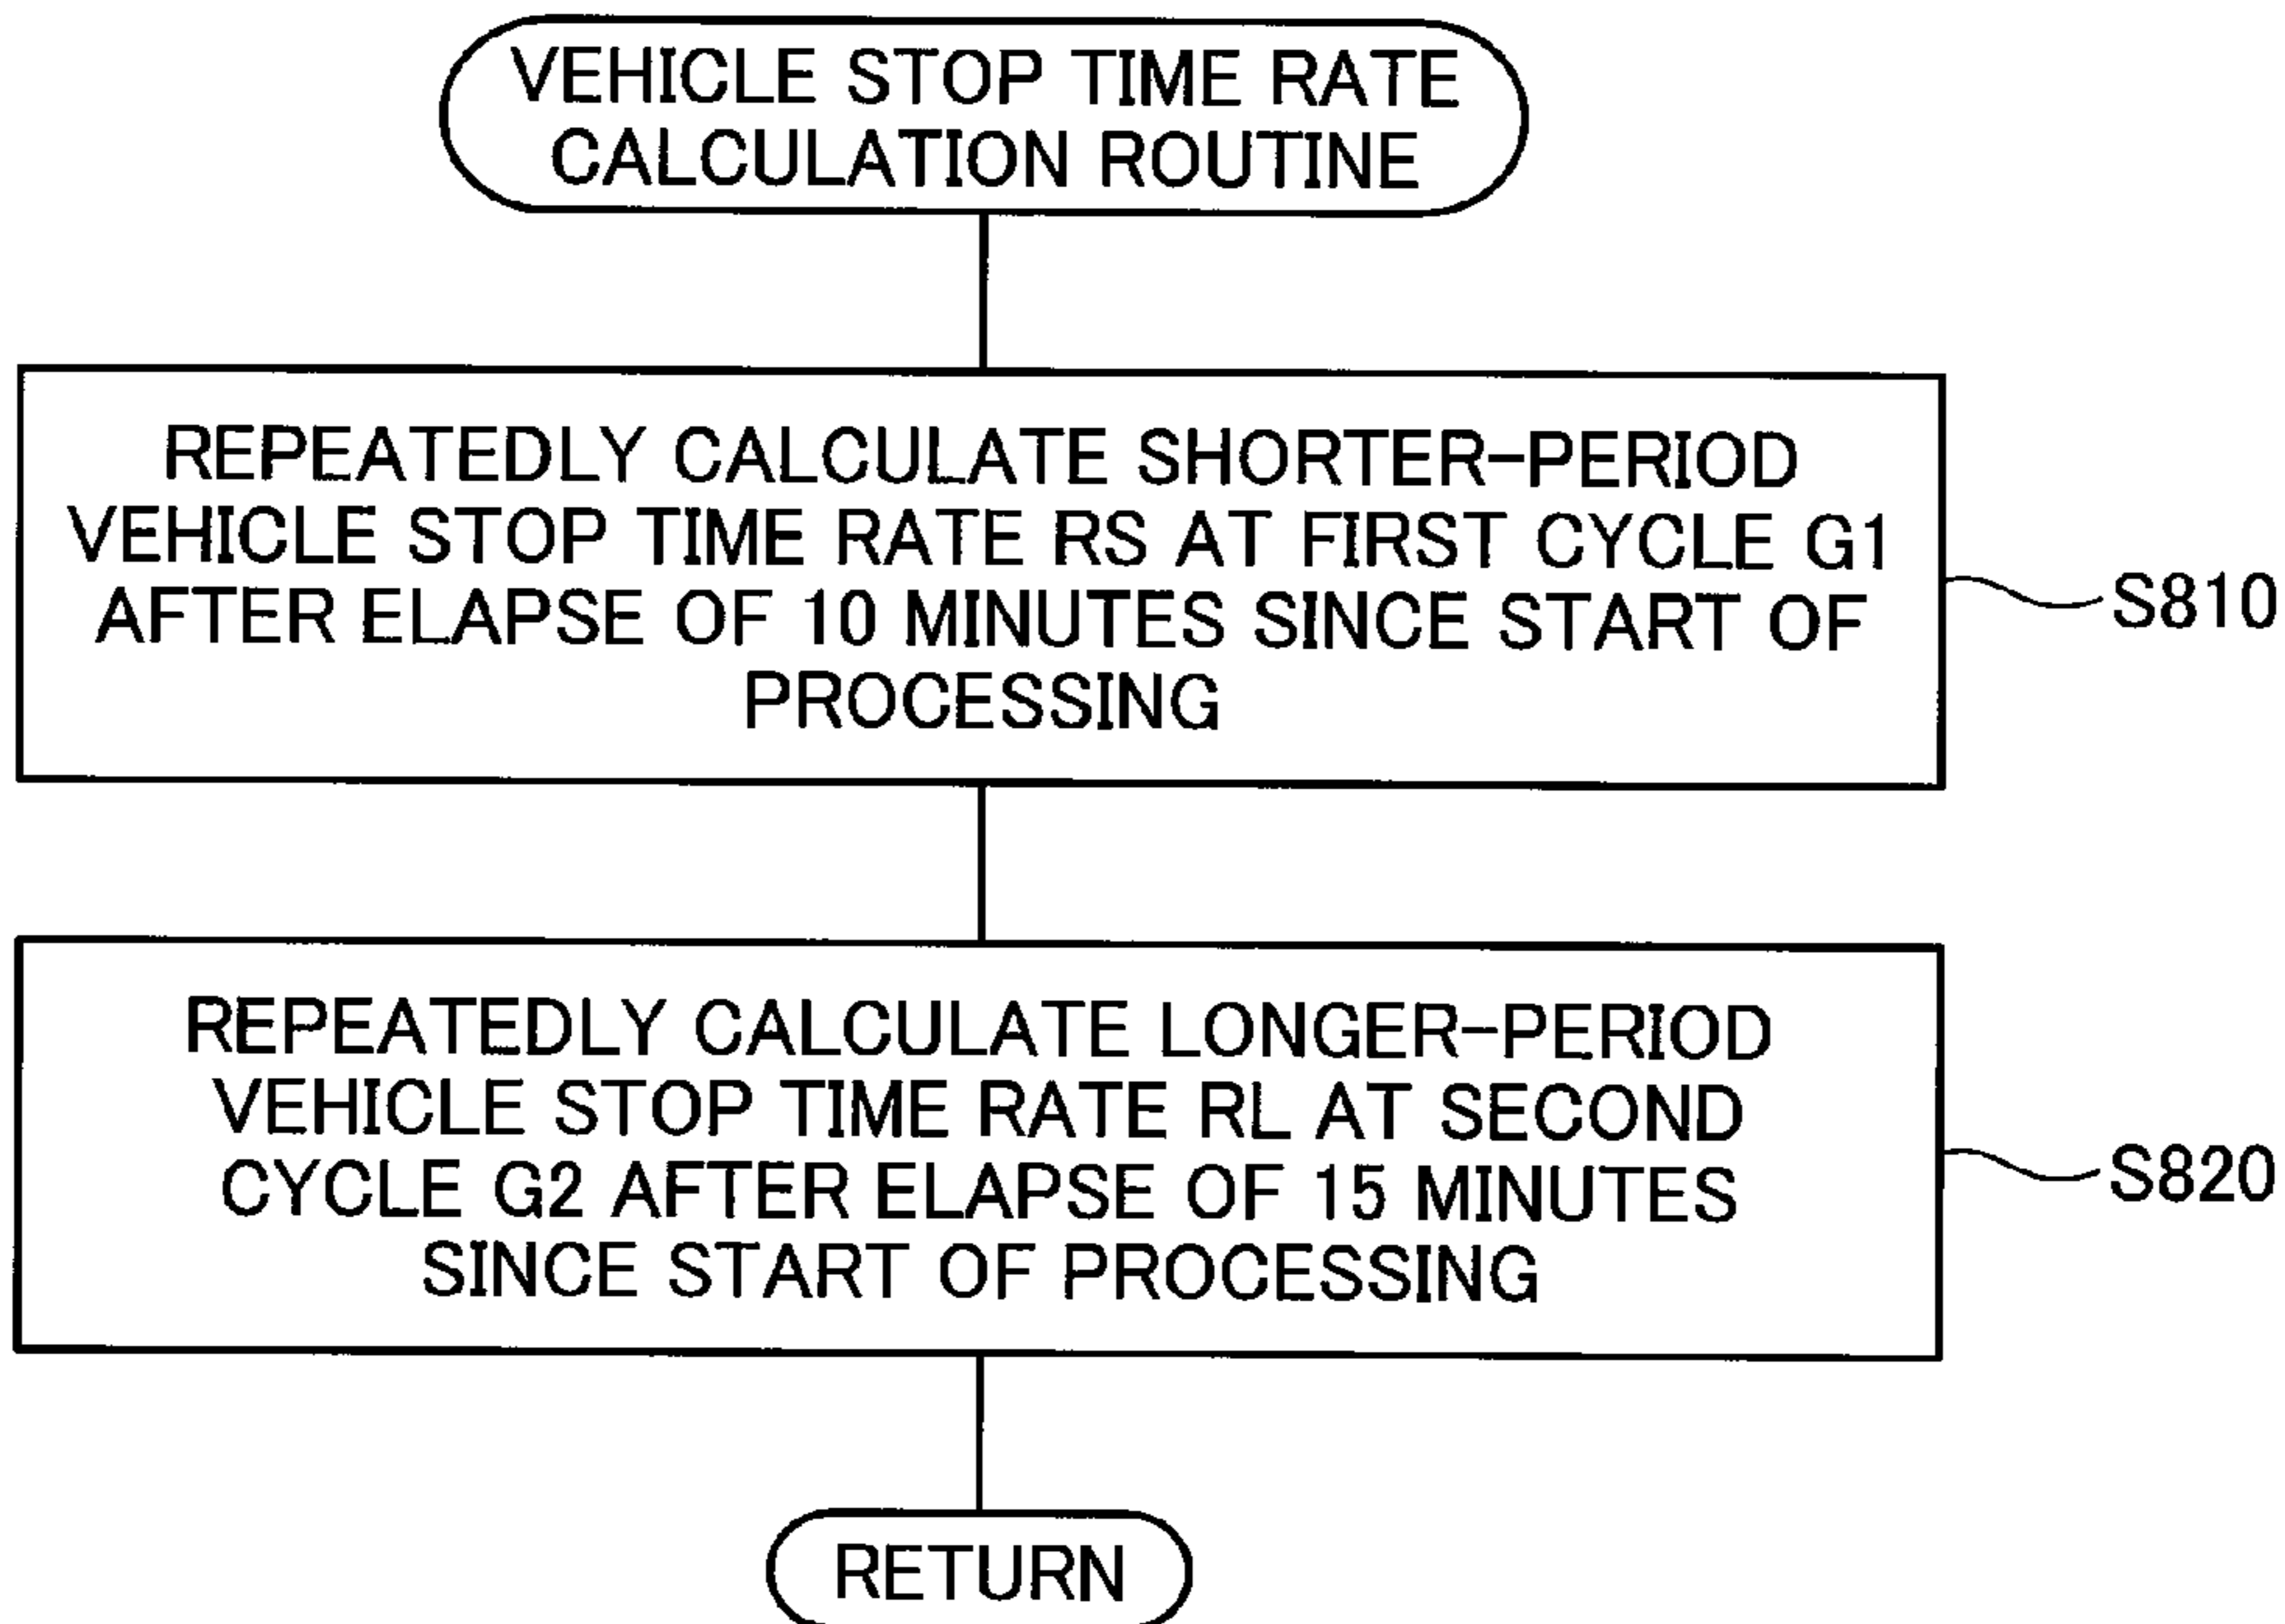 VEHICLE STOP TIME RATE
CALCULATION ROUTINE
REPEATEDLY CALCULATE SHORTER-PERIOD
VEHICLE STOP TIME RATE RS AT FIRST CYCLE G1
AFTER ELAPSE OF 10 MINUTES SINCE START OF
PROCESSING
S810
REPEATEDLY CALCULATE LONGER-PERIOD
VEHICLE STOP TIME RATE RL AT SECOND
CYCLE G2 AFTER ELAPSE OF 15 MINUTES
SINCE START OF PROCESSING
S820
RETURN